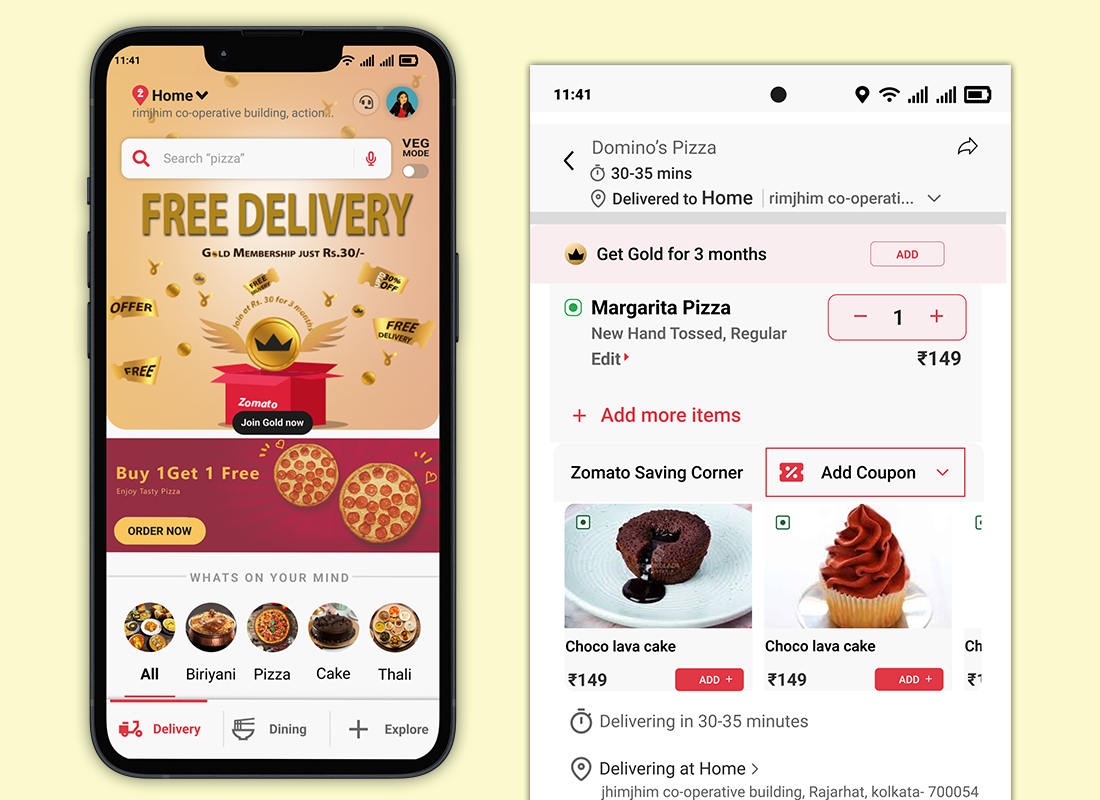 11:41
2
Home
rimjhim co-operative building, action...
Search “pizza”
VEG
MODE
FREE DELIVERY
GOLD MEMBERSHIP JUST RS.30/-
FREE
DELIVERY
30%
OFF
OFFER
Join at Rs. 30 for 3 months
FREE
DELIVERY
FREE
Zomato
Join Gold now
Buy 1Get 1 Free
Enjoy Tasty Pizza
ORDER NOW
WHATS ON YOUR MIND
All Biriyani Pizza Cake Thali
Delivery Dining Explore
11:41
Domino’s Pizza
30-35 mins
Delivered to Home rimjhim co-operati...
Get Gold for 3 months ADD
Margarita Pizza
1
New Hand Tossed, Regular
Edit
₹149
+ Add more items
Zomato Saving Corner Add Coupon
Choco lava cake Choco lava cake Ch
₹149 ADD + ₹149 ADD + ₹1
Delivering in 30-35 minutes
Delivering at Home >
jhimjhim co-operative building, Rajarhat, kolkata- 700054